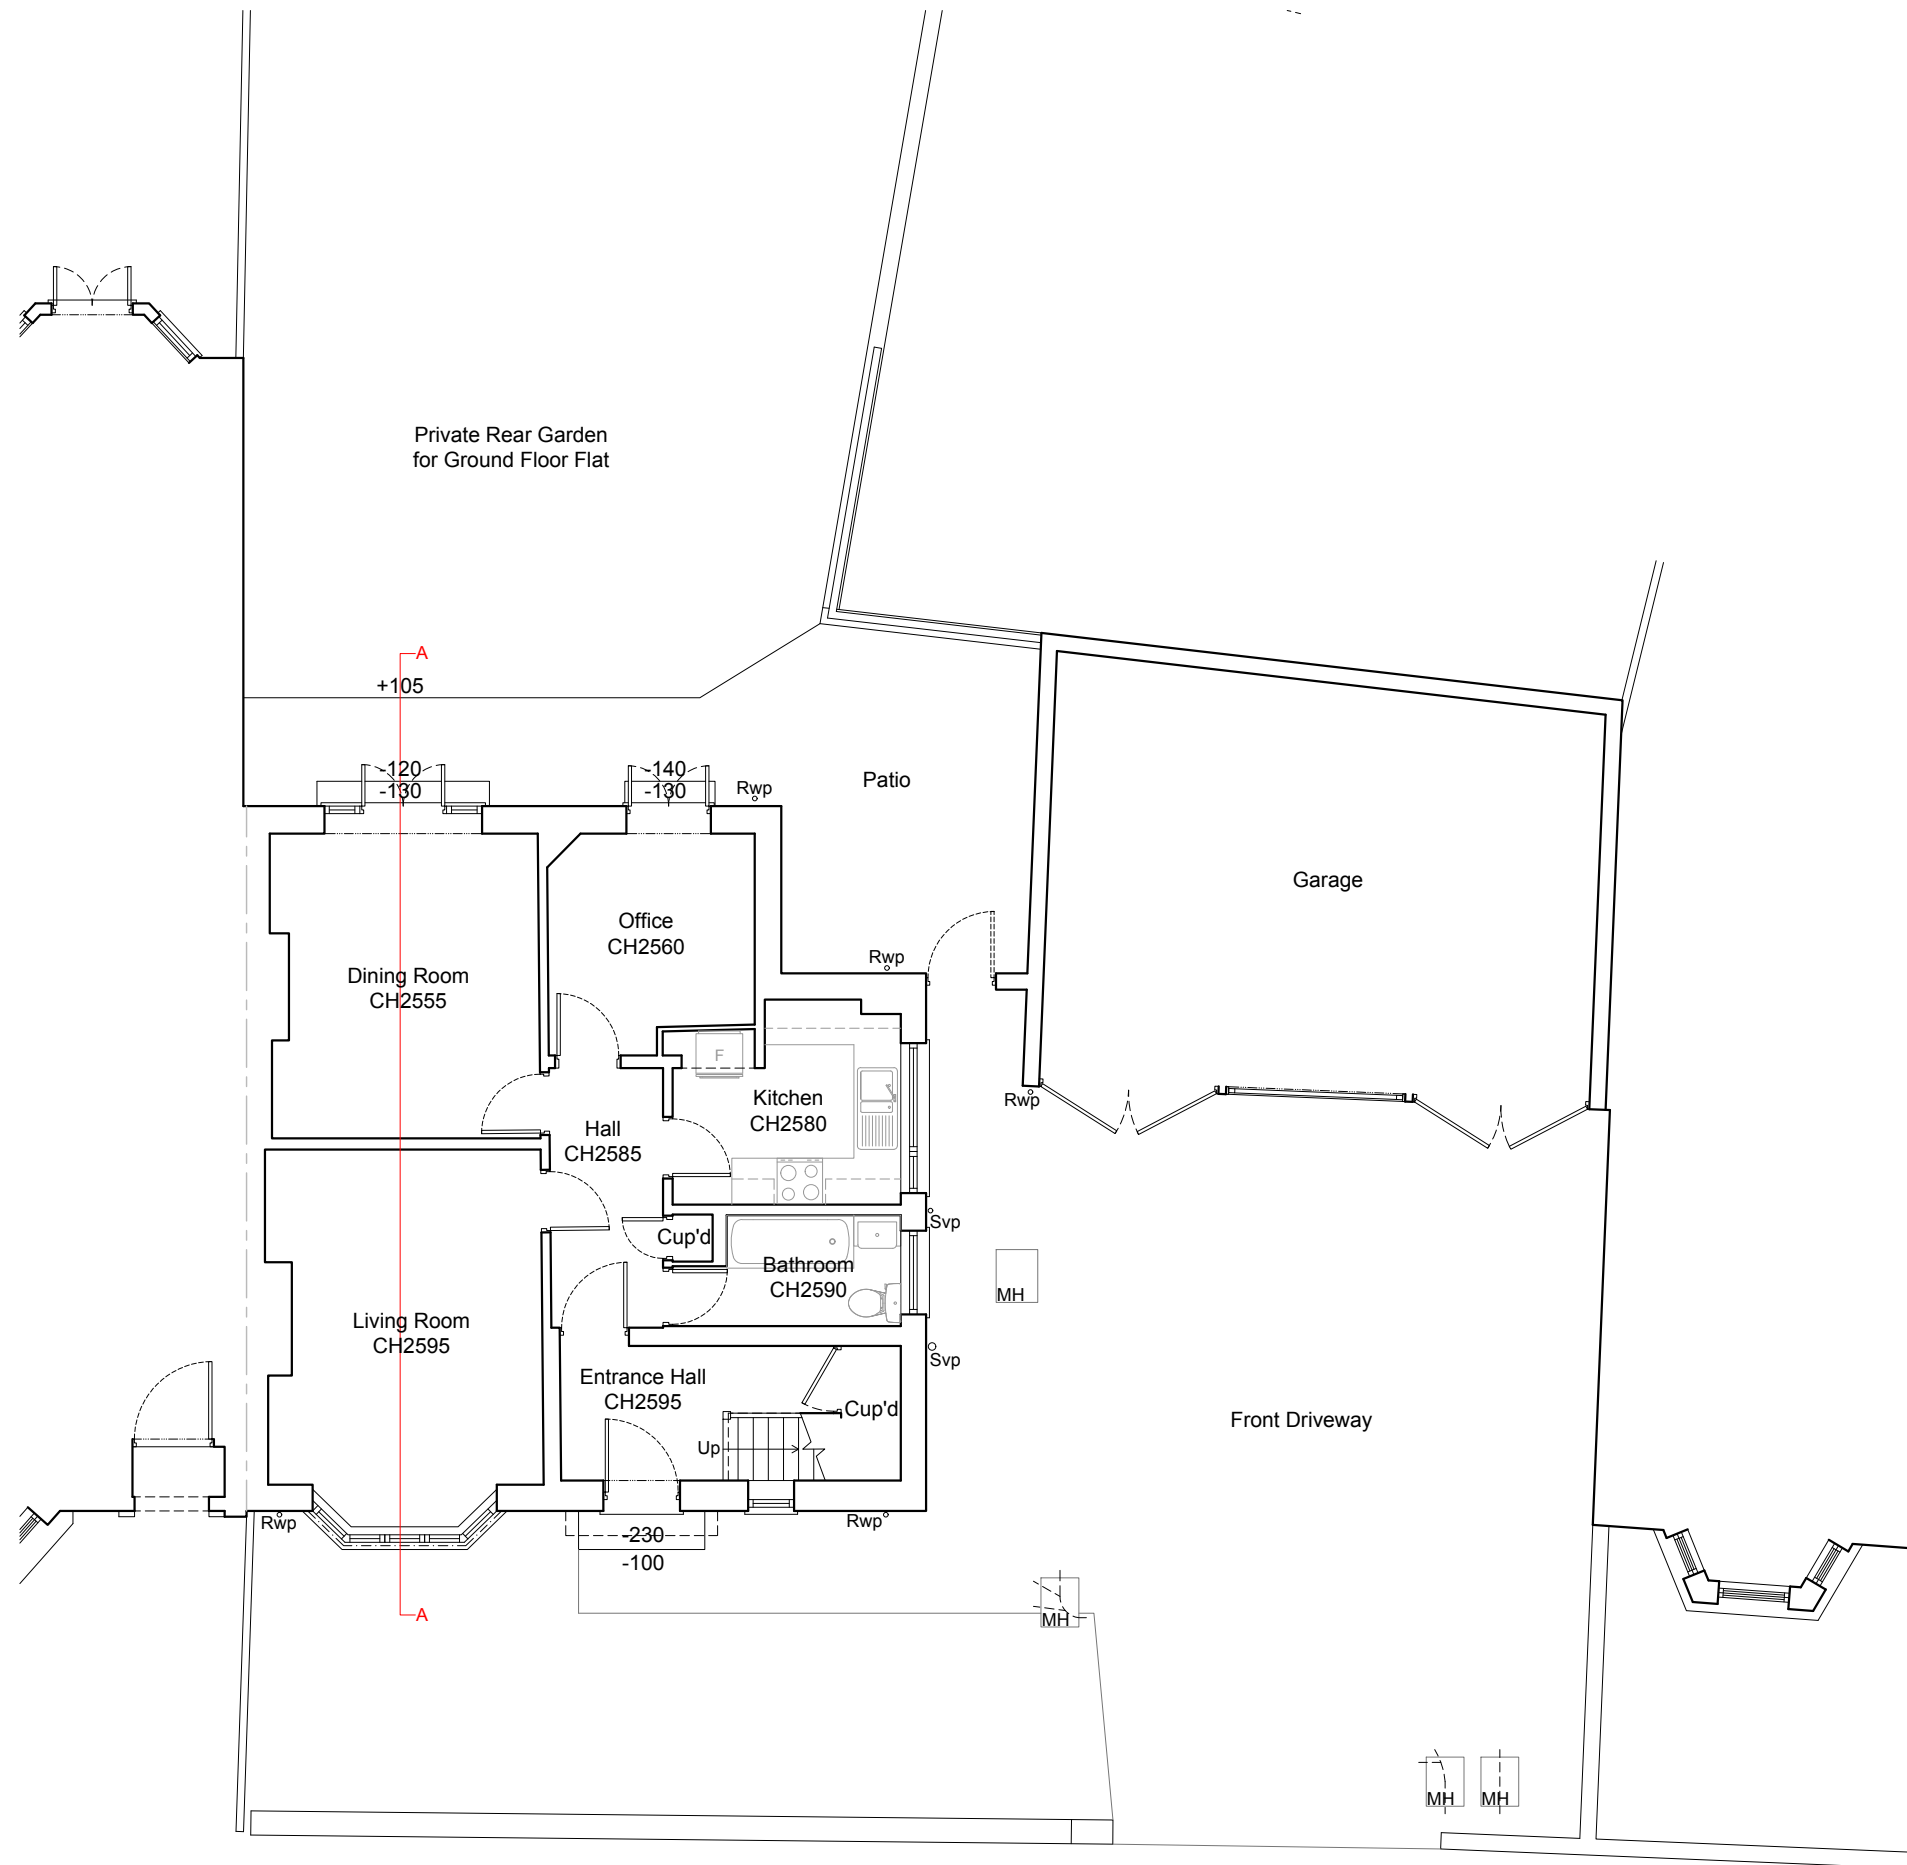 Private Rear Garden
for Ground Floor Flat
A
+105
-120
-130
-140
-130
Rwp
Patio
Garage
Office
CH2560
Rwp
Dining Room
CH2555
F
Kitchen
CH2580
Rwp
Hall
CH2585
Svp
Cup'd
Bathroom
CH2590
MH
Living Room
CH2595
Svp
Entrance Hall
CH2595
Cup'd
Front Driveway
Up
Rwp
Rwp
-230
-100
A
MH
MH
MH